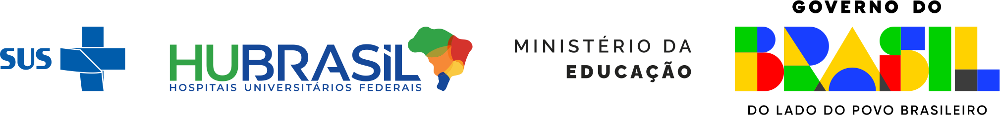 SUS
HUBRASIL
HOSPITAIS UNIVERSITÁRIOS FEDERAIS
MINISTÉRIO DA
EDUCAÇÃO
GOVERNO DO
BRASIL
DO LADO DO POVO BRASILEIRO